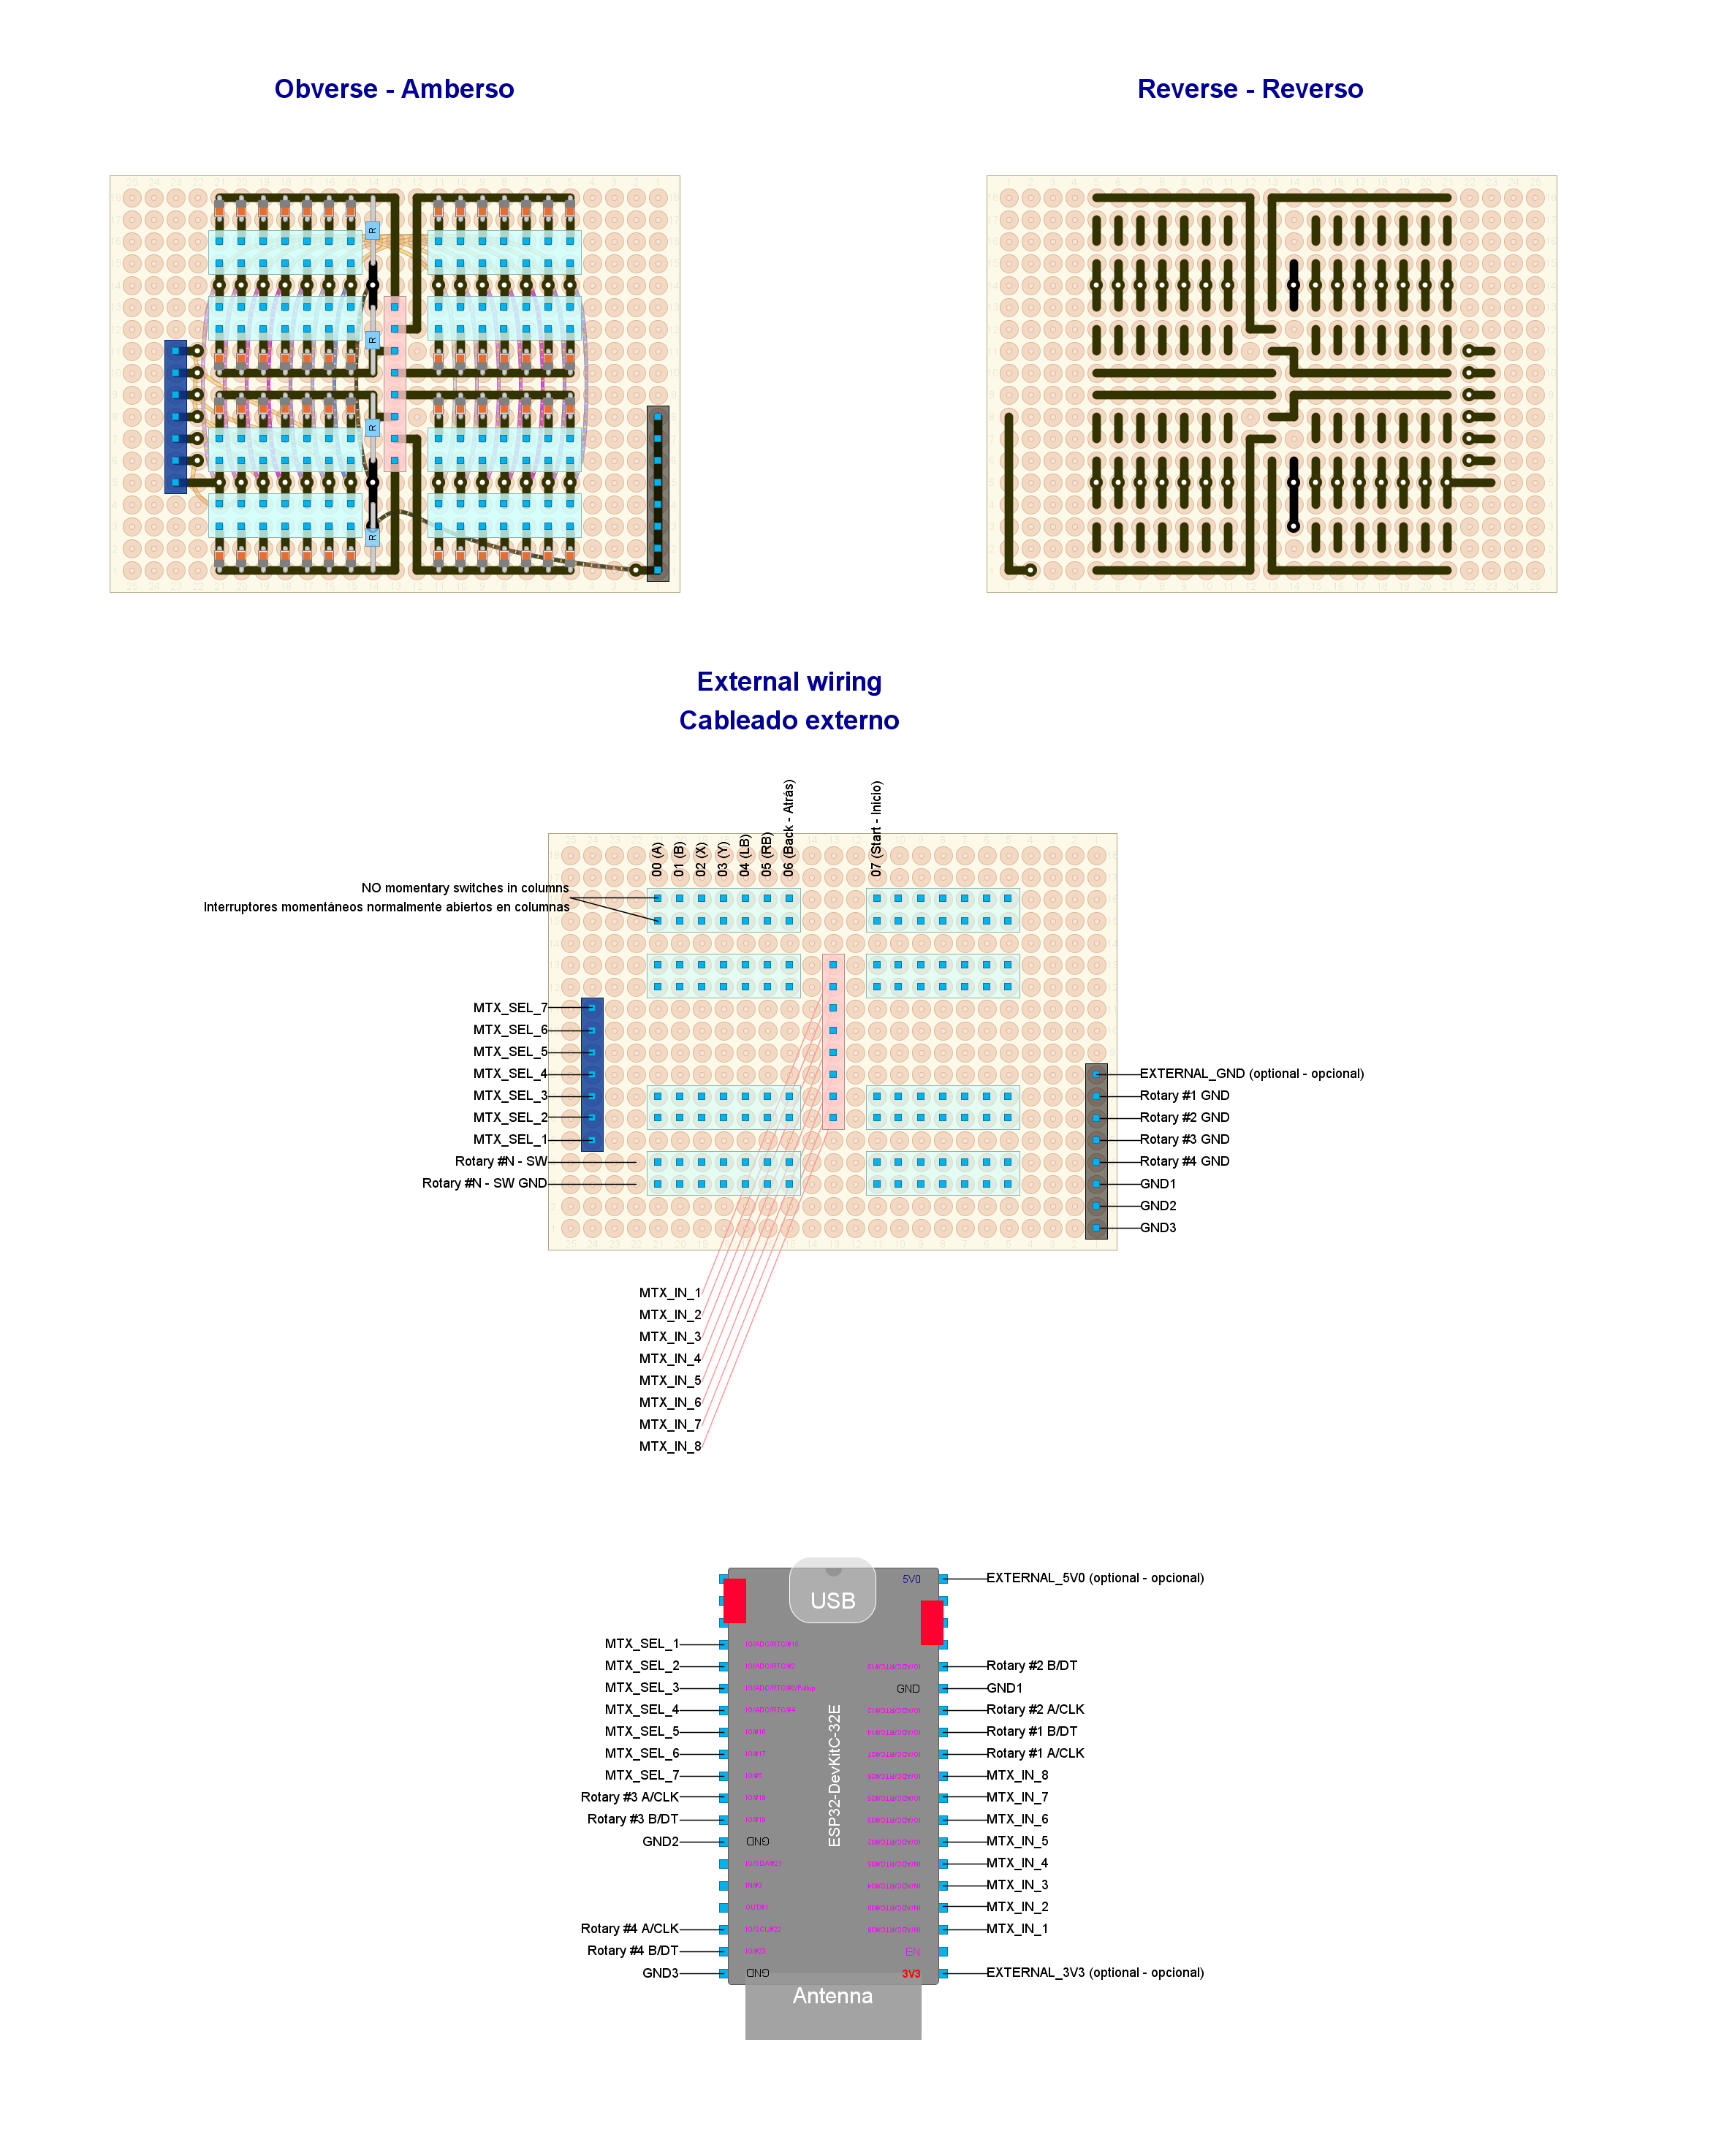 Obverse - Amberso
Reverse - Reverso
R
R
R
R
External wiring
Cableado externo
00 (A)
01 (B)
02 (X)
03 (Y)
04 (LB)
05 (RB)
06 (Back - Atrás)
07 (Start - Inicio)
NO momentary switches in columns
Interruptores momentáneos normalmente abiertos en columnas
MTX_SEL_7
MTX_SEL_6
MTX_SEL_5
MTX_SEL_4
MTX_SEL_3
MTX_SEL_2
MTX_SEL_1
Rotary #N - SW
Rotary #N - SW GND
EXTERNAL_GND (optional - opcional)
Rotary #1 GND
Rotary #2 GND
Rotary #3 GND
Rotary #4 GND
GND1
GND2
GND3
MTX_IN_1
MTX_IN_2
MTX_IN_3
MTX_IN_4
MTX_IN_5
MTX_IN_6
MTX_IN_7
MTX_IN_8
USB
5V0
ESP32-DevKitC-32E
GND
GND
GND
EN
3V3
Antenna
MTX_SEL_1
MTX_SEL_2
MTX_SEL_3
MTX_SEL_4
MTX_SEL_5
MTX_SEL_6
MTX_SEL_7
Rotary #3 A/CLK
Rotary #3 B/DT
GND2
Rotary #4 A/CLK
Rotary #4 B/DT
GND3
EXTERNAL_5V0 (optional - opcional)
Rotary #2 B/DT
GND1
Rotary #2 A/CLK
Rotary #1 B/DT
Rotary #1 A/CLK
MTX_IN_8
MTX_IN_7
MTX_IN_6
MTX_IN_5
MTX_IN_4
MTX_IN_3
MTX_IN_2
MTX_IN_1
EXTERNAL_3V3 (optional - opcional)